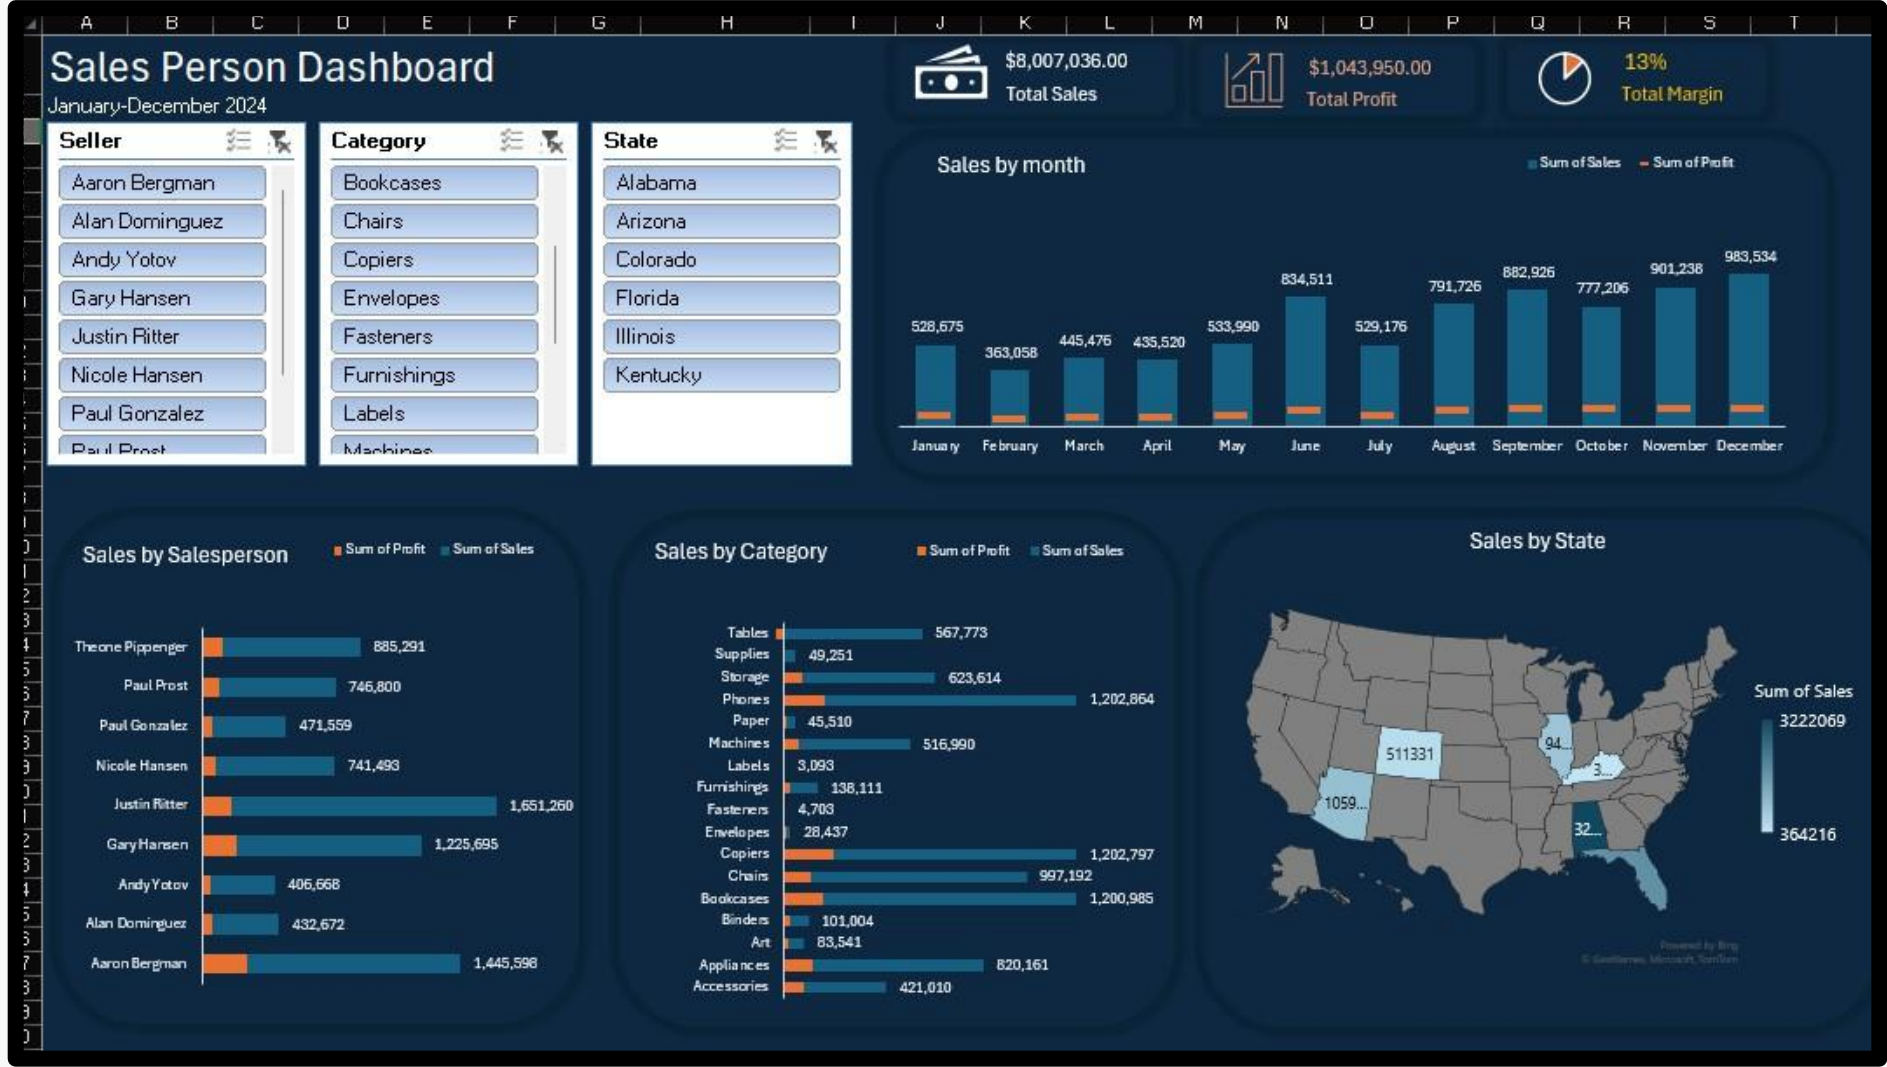 A B C D E F G H I J K L M N O P Q R S T
Sales Person Dashboard
January-December 2024
$8,007,036.00
Total Sales
$1,043,950.00
Total Profit
13%
Total Margin
Seller
Aaron Bergman
Alan Dominguez
Andy Yotov
Gary Hansen
Justin Ritter
Nicole Hansen
Paul Gonzalez
Paul Prost
Category
Bookcases
Chairs
Copiers
Envelopes
Fasteners
Furnishings
Labels
Machines
State
Alabama
Arizona
Colorado
Florida
Illinois
Kentucky
Sales by month
Sum of Sales Sum of Profit
528,675 363,058 445,476 435,520 533,990 834,511 529,176 791,726 882,926 777,206 901,238 983,534
January February March April May June July August September October November December
Sales by Salesperson
Sum of Profit Sum of Sales
Theone Pippenger 885,291
Paul Prost 746,800
Paul Gonzalez 471,559
Nicole Hansen 741,493
Justin Ritter 1,651,260
Gary Hansen 1,225,695
Andy Yotov 406,668
Alan Dominguez 432,672
Aaron Bergman 1,445,598
Sales by Category
Sum of Profit Sum of Sales
Tables 567,773
Supplies 49,251
Storage 623,614
Phones 1,202,864
Paper 45,510
Machines 516,990
Labels 3,093
Furnishings 138,111
Fasteners 4,703
Envelopes 28,437
Copiers 1,202,797
Chairs 997,192
Bookcases 1,200,985
Binders 101,004
Art 83,541
Appliances 820,161
Accessories 421,010
Sales by State
511331
94...
3...
1059...
32...
Sum of Sales
3222069
364216
Powered by Bing
© GeoNames, Microsoft, TomTom